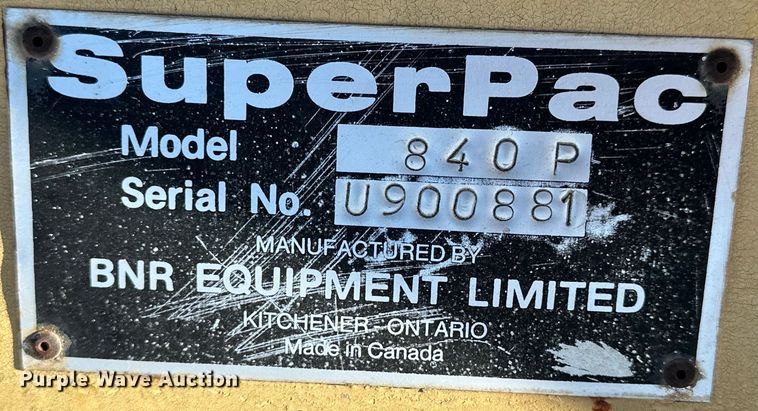 SuperPac
Model 840 P
Serial No. U900881
MANUFACTURED BY
BNR EQUIPMENT LIMITED
KITCHENER - ONTARIO
Made in Canada
Purple Wave Auction